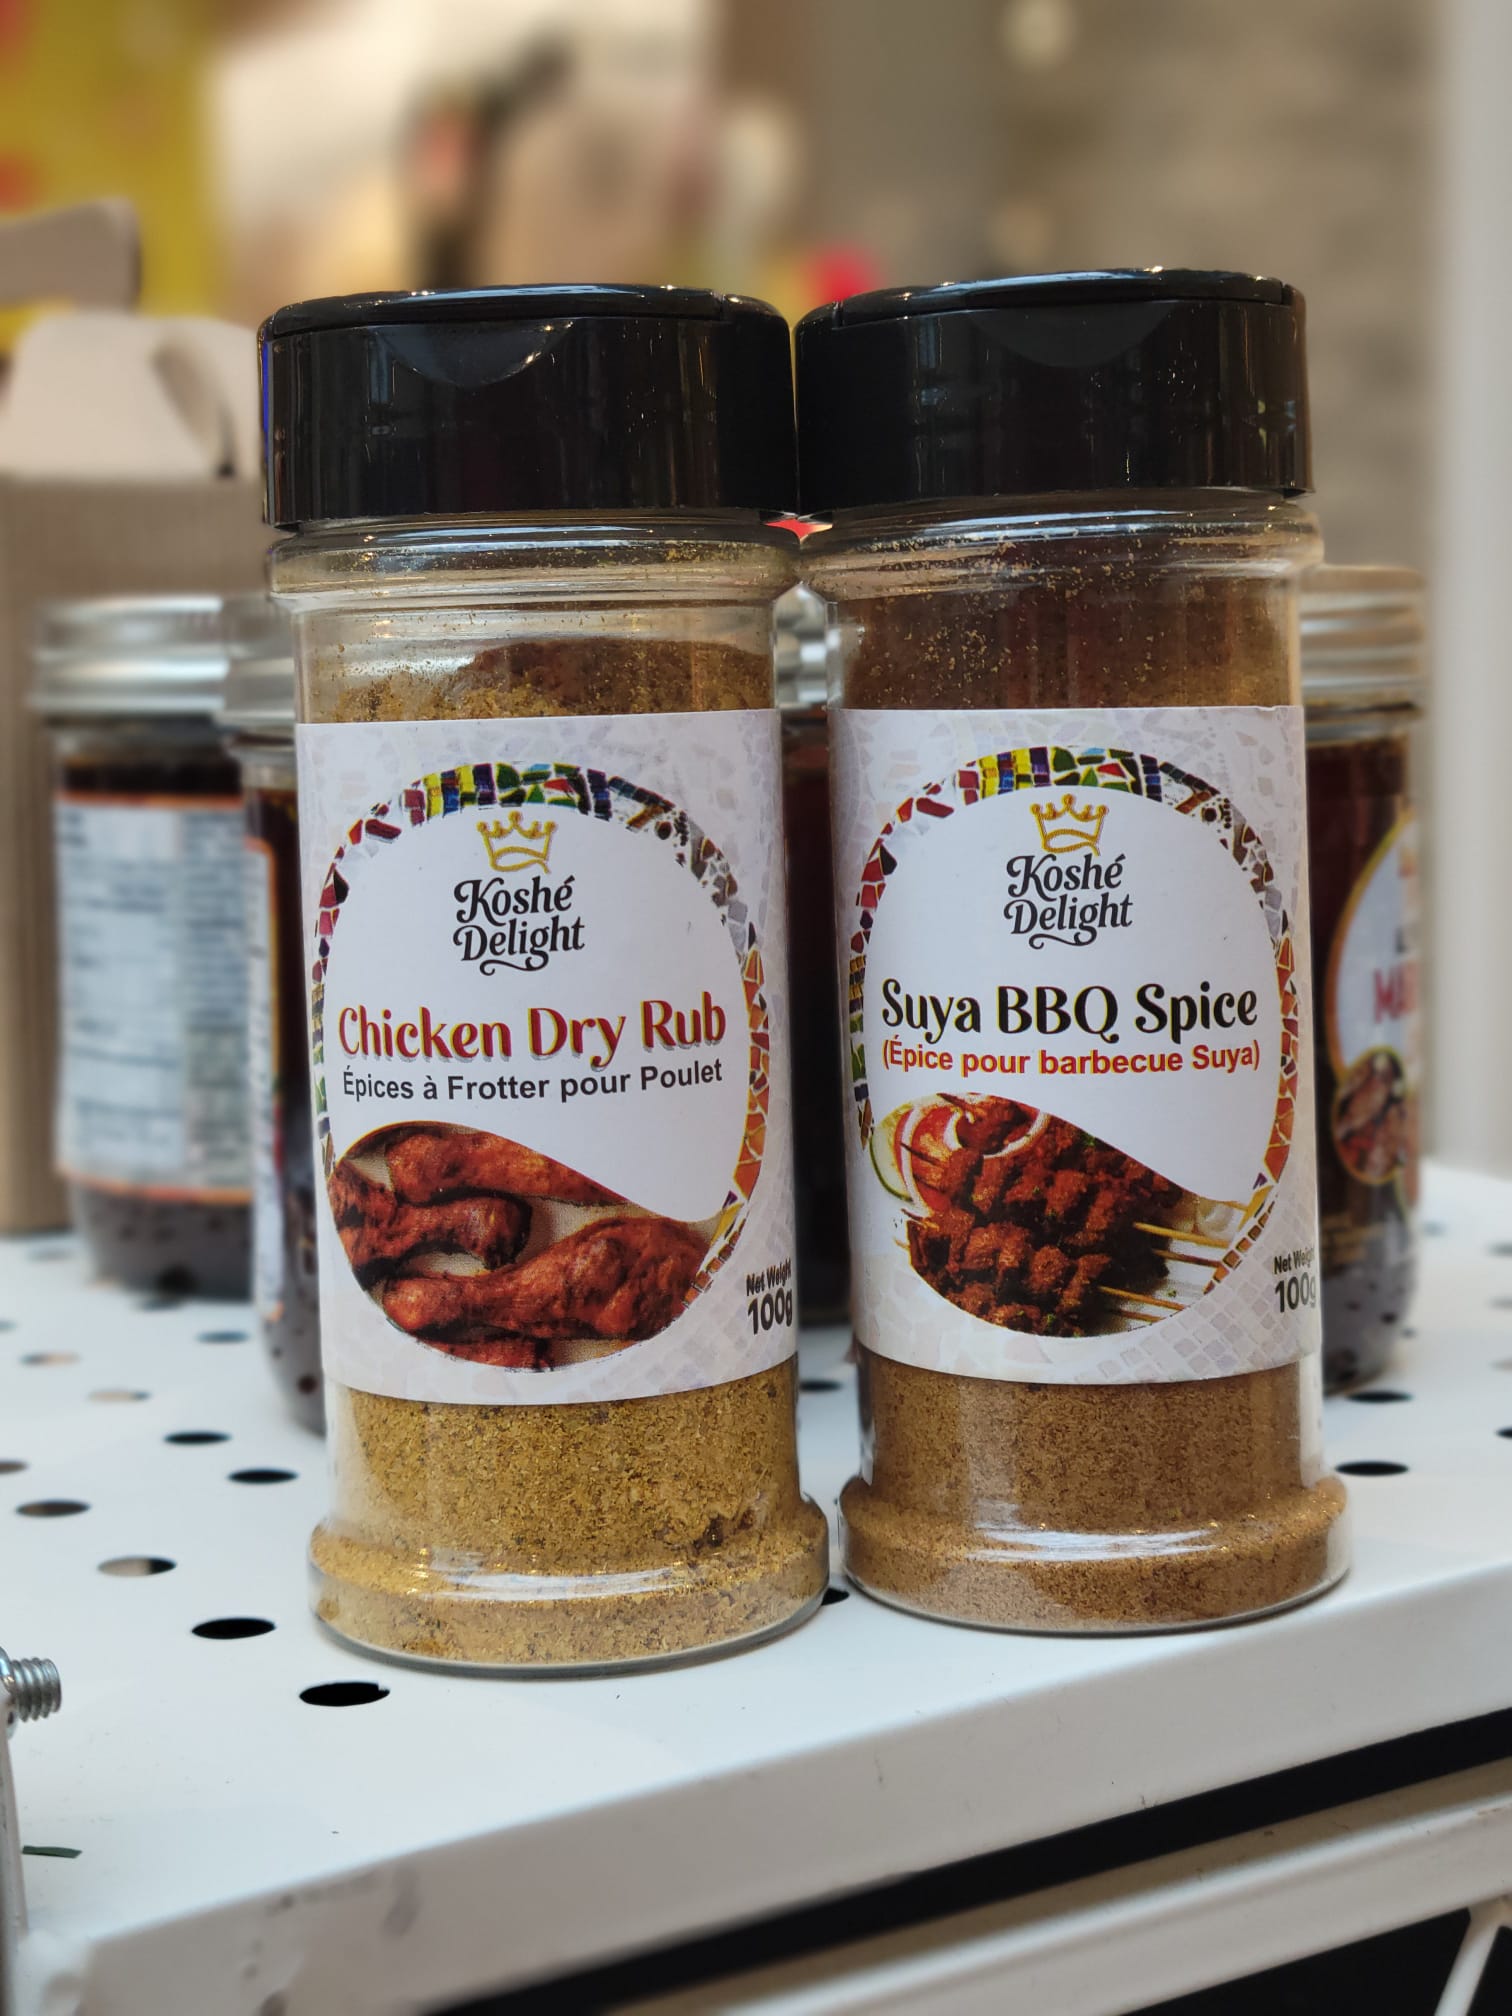 Koshé
Delight
Chicken Dry Rub
Épices à Frotter pour Poulet
Net Weight
100g
Koshé
Delight
Suya BBQ Spice
(Épice pour barbecue Suya)
Net Weight
100g